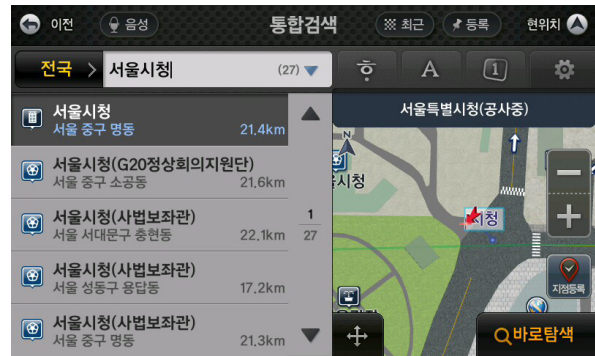 이전
음성
통합검색
최근
등록
현위치
전국 > 서울시청 (27)
ㅎ A 1
서울시청
서울 중구 명동 21.4km
서울시청(G20정상회의지원단)
서울 중구 소공동 21.6km
서울시청(사법보좌관)
서울 서대문구 충현동 22.1km
서울시청(사법보좌관)
서울 성동구 용답동 17.2km
서울시청(사법보좌관)
서울 중구 명동 21.3km
1
27
서울특별시청(공사중)
N
시청
시청
지점등록
바로탐색